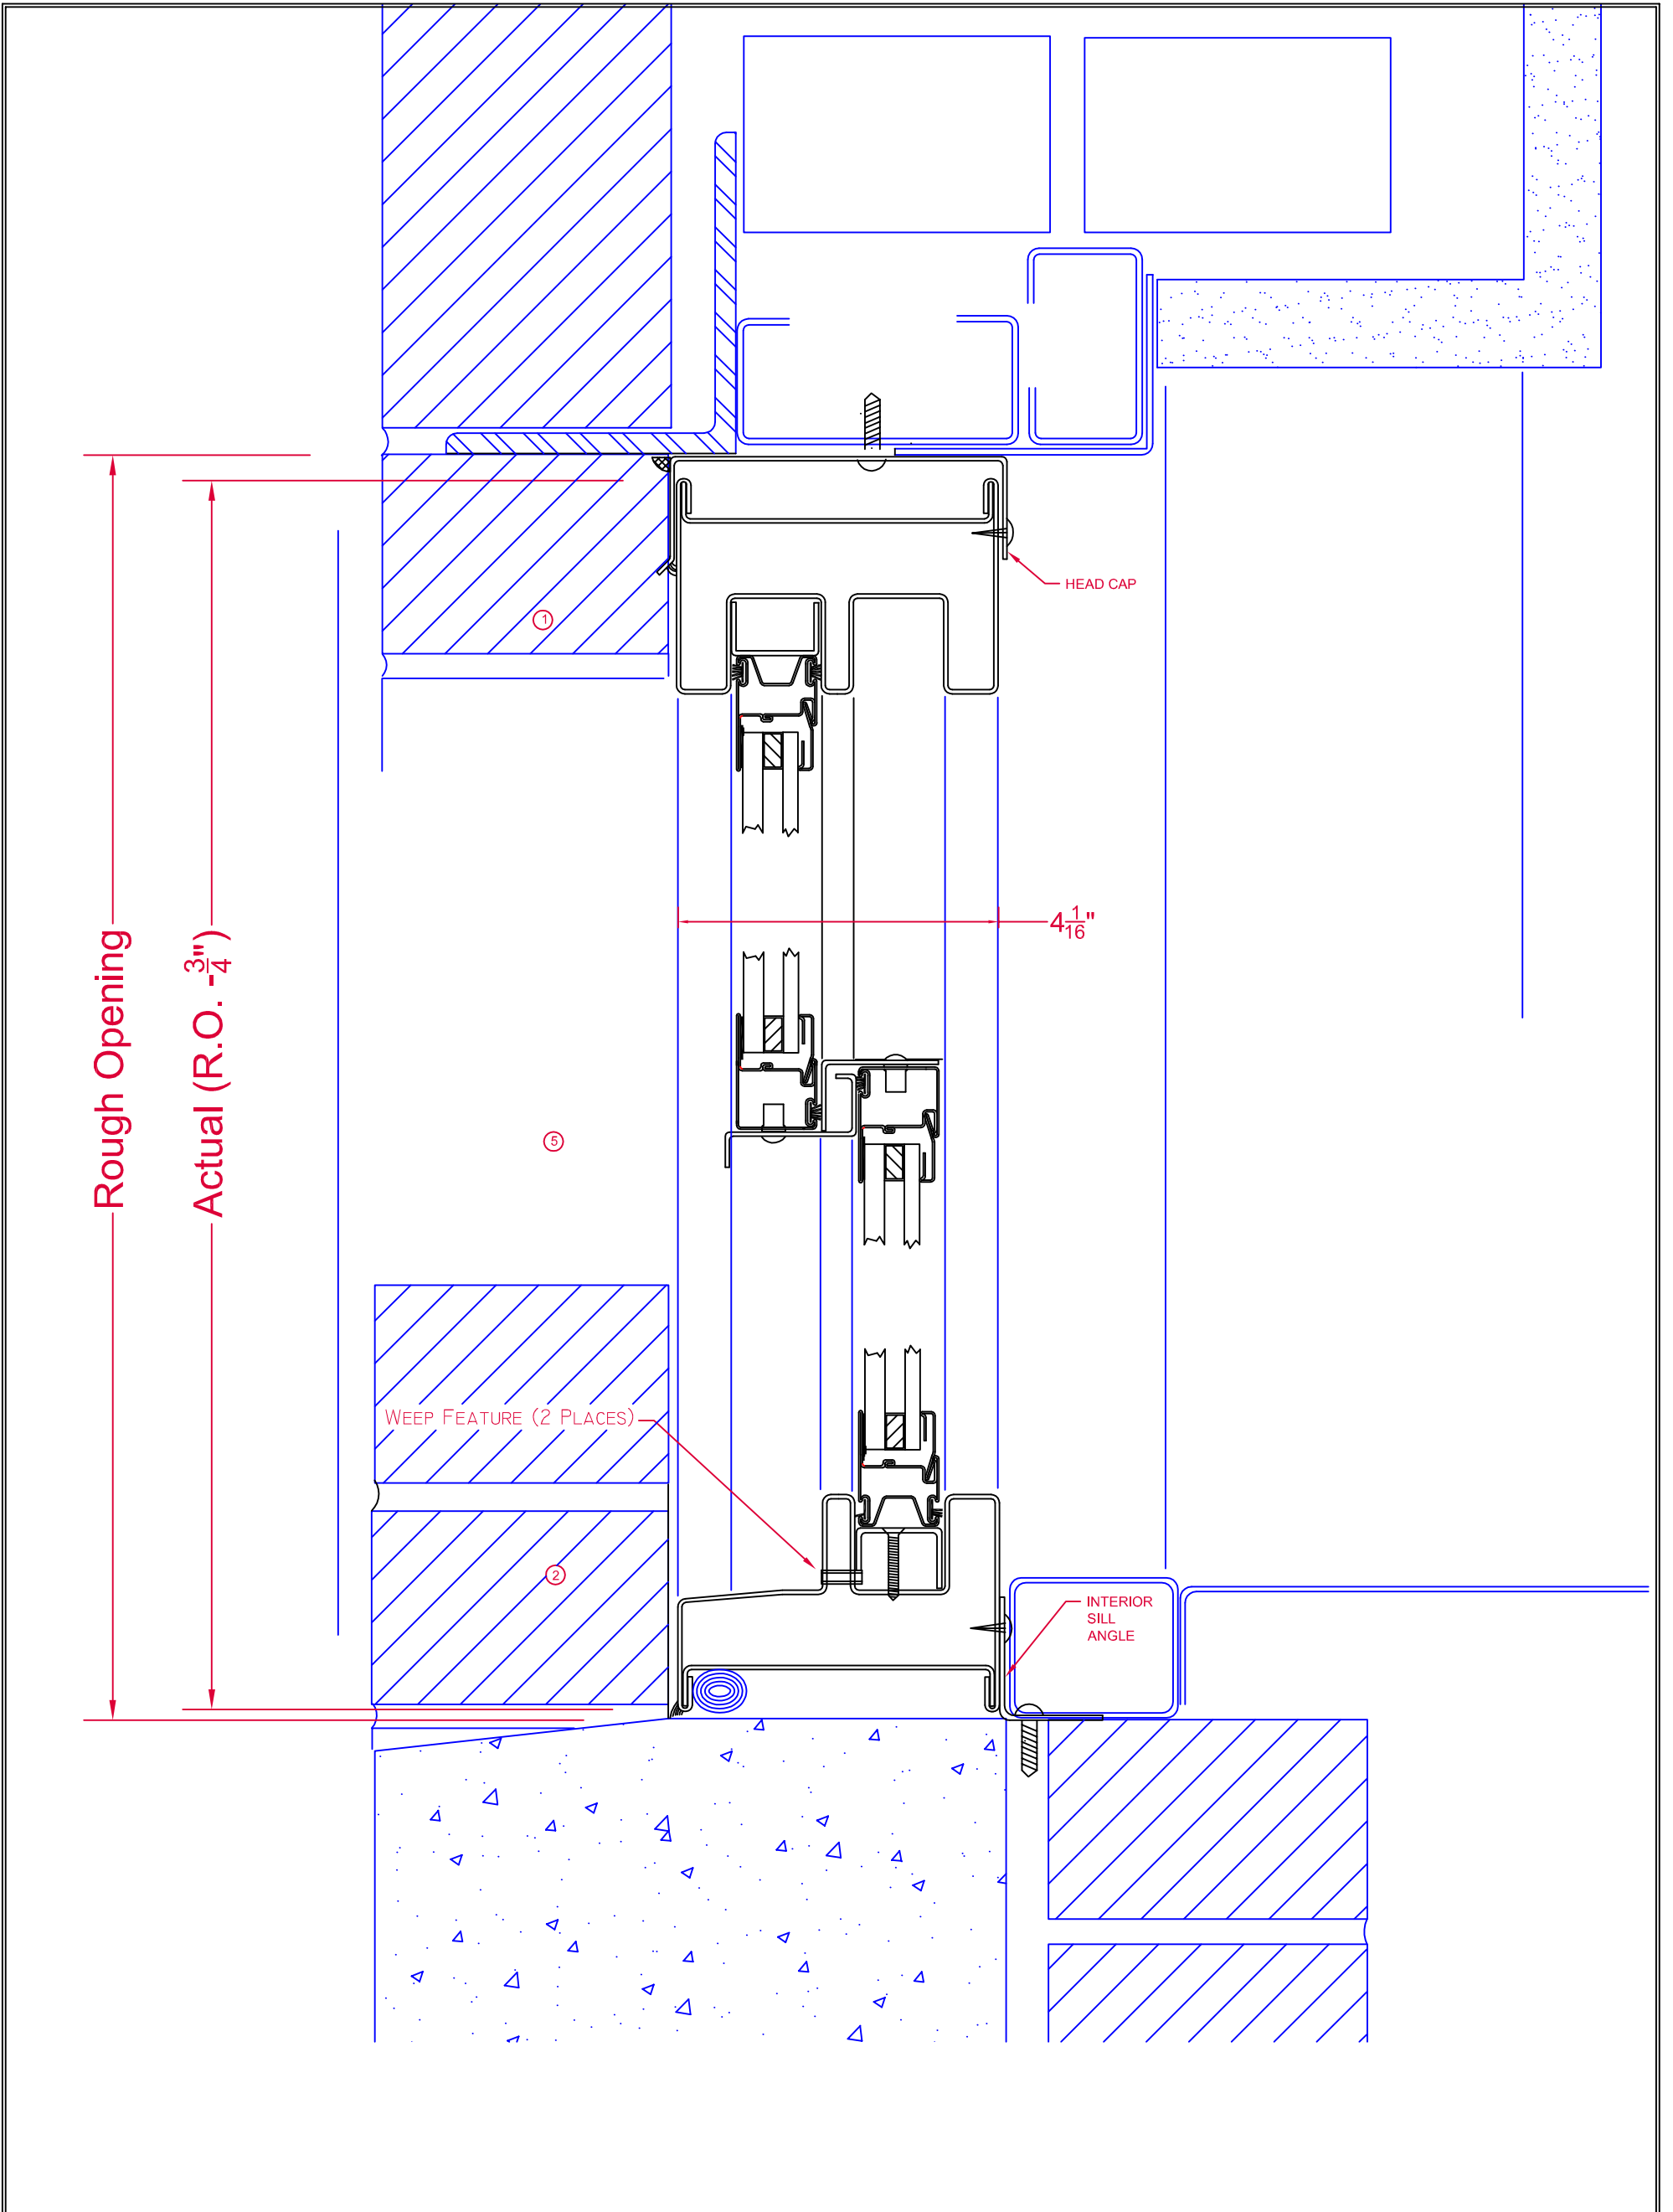 HEAD CAP
1
4 1/16"
Rough Opening
Actual (R.O. -3/4")
5
WEEP FEATURE (2 PLACES)
2
INTERIOR
SILL
ANGLE